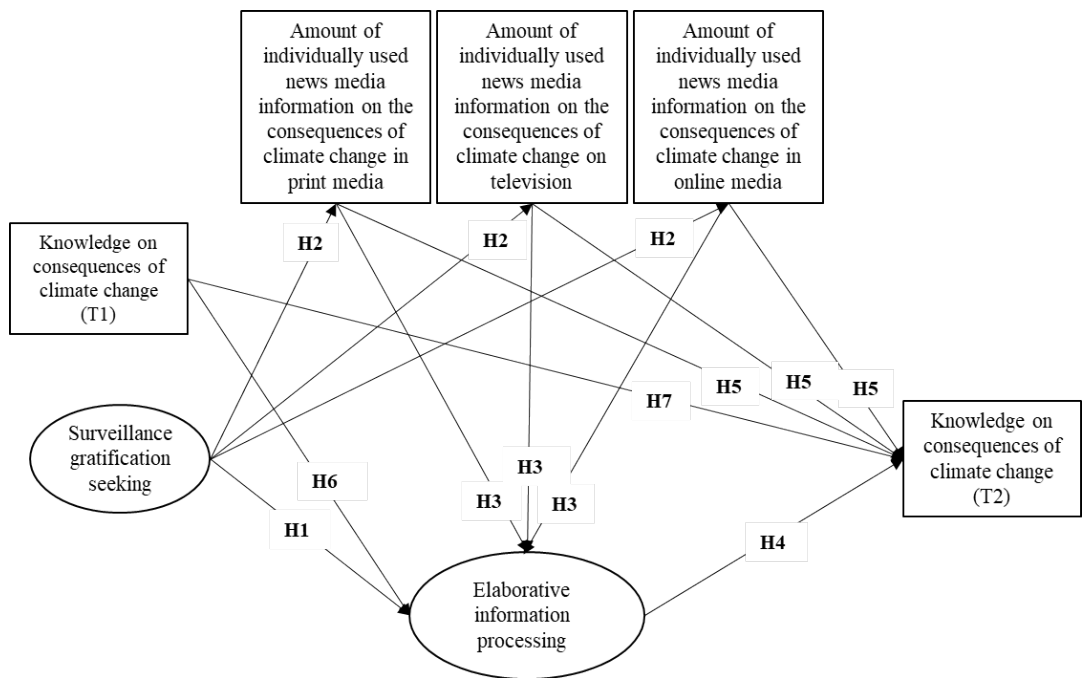 Amount of
individually used
news media
information on the
consequences of
climate change in
print media
Amount of
individually used
news media
information on the
consequences of
climate change on
television
Amount of
individually used
news media
information on the
consequences of
climate change in
online media
Knowledge on
consequences of
climate change
(T1)
H2
H2
H2
Surveillance
gratification
seeking
H7
H5
H5
H5
Knowledge on
consequences of
climate change
(T2)
H6
H1
H3
H3
H3
H4
Elaborative
information
processing